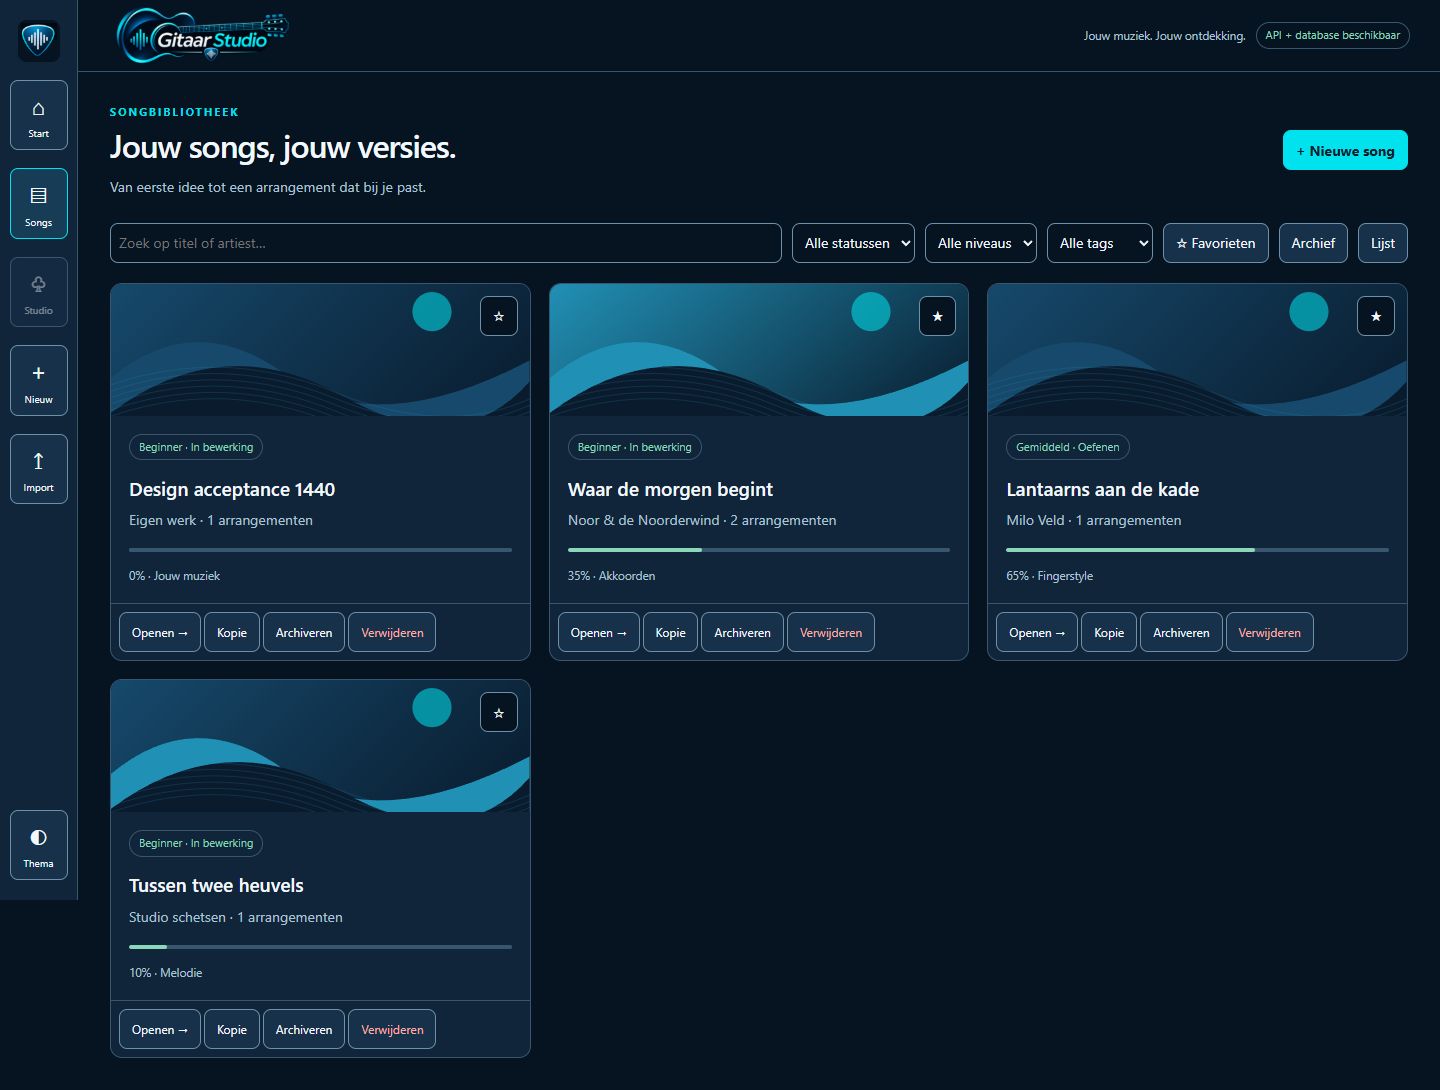 GitaarStudio
Jouw muziek. Jouw ontdekking.
API + database beschikbaar
Start
Songs
Studio
+
Nieuw
Import
Thema
SONGBIBLIOTHEEK
Jouw songs, jouw versies.
Van eerste idee tot een arrangement dat bij je past.
+ Nieuwe song
Zoek op titel of artiest...
Alle statussen
Alle niveaus
Alle tags
☆ Favorieten
Archief
Lijst
☆
Beginner · In bewerking
Design acceptance 1440
Eigen werk · 1 arrangementen
0% · Jouw muziek
Openen →
Kopie
Archiveren
Verwijderen
★
Beginner · In bewerking
Waar de morgen begint
Noor & de Noorderwind · 2 arrangementen
35% · Akkoorden
Openen →
Kopie
Archiveren
Verwijderen
★
Gemiddeld · Oefenen
Lantaarns aan de kade
Milo Veld · 1 arrangementen
65% · Fingerstyle
Openen →
Kopie
Archiveren
Verwijderen
☆
Beginner · In bewerking
Tussen twee heuvels
Studio schetsen · 1 arrangementen
10% · Melodie
Openen →
Kopie
Archiveren
Verwijderen